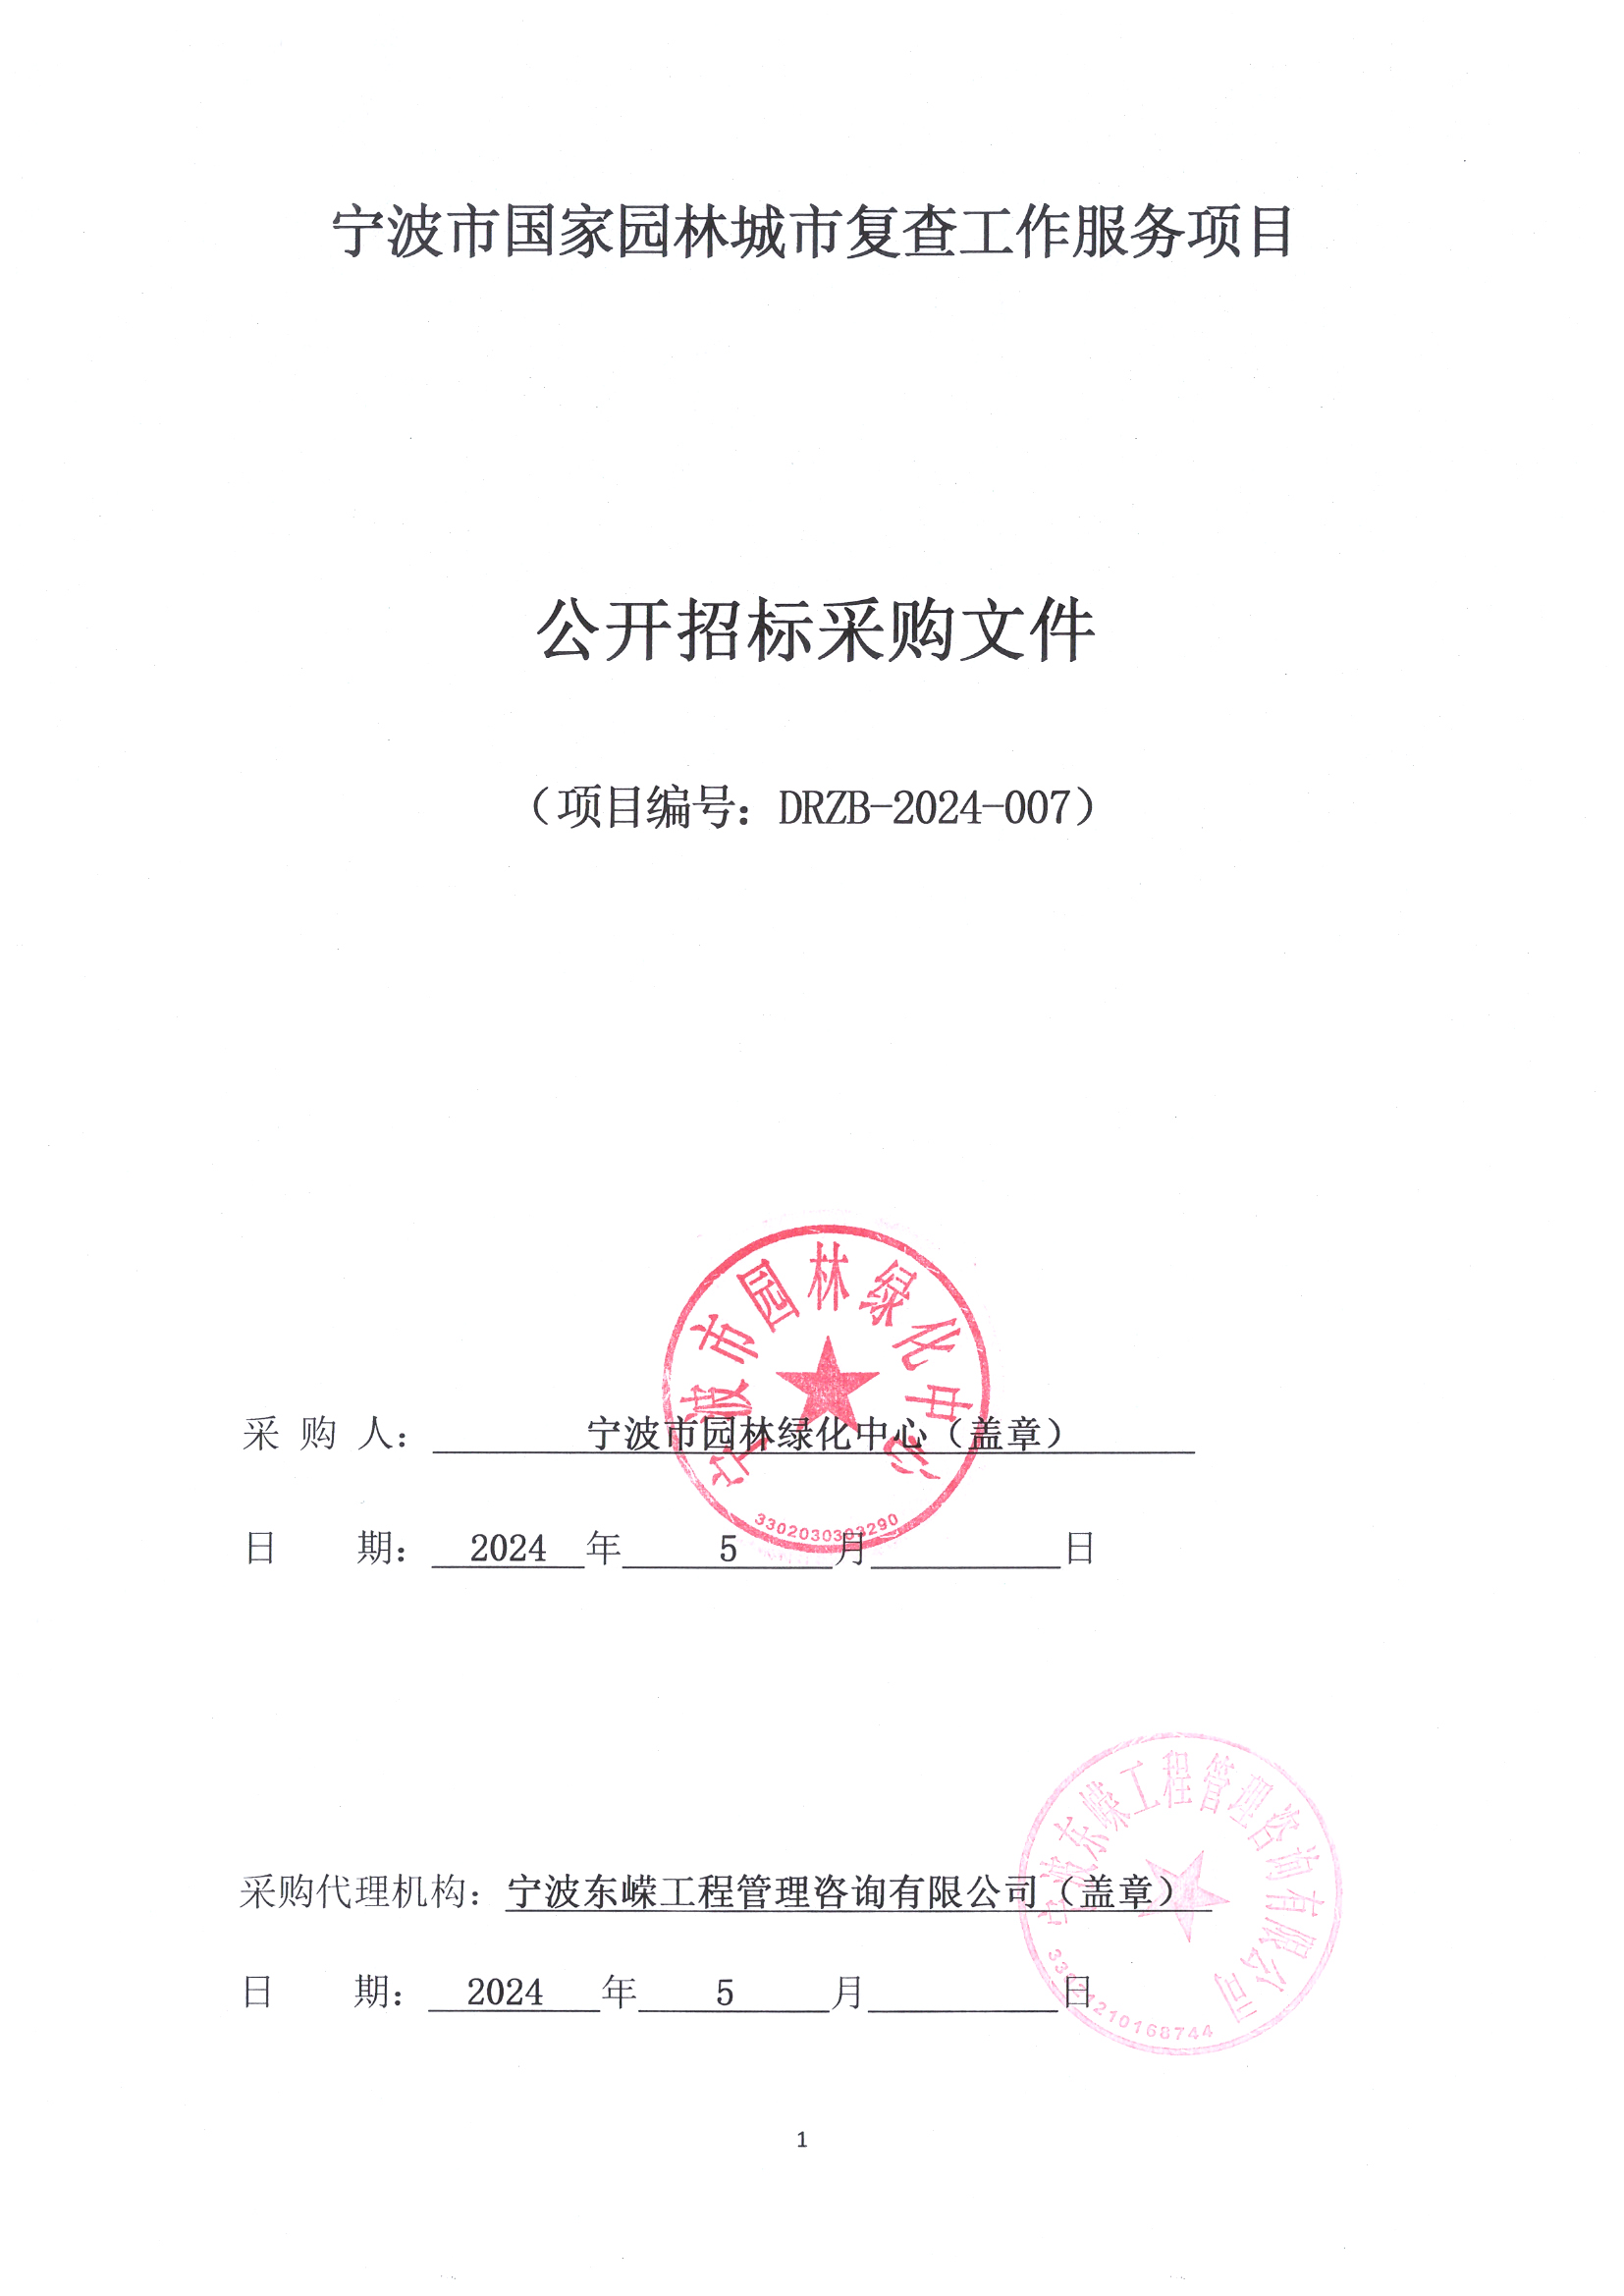 宁波市国家园林城市复查工作服务项目
公开招标采购文件
（项目编号：DRZB-2024-007）
宁波市园林绿化中心
3302030303290
采 购 人：宁波市园林绿化中心（盖章）
日 期：2024 年 5 月 日
宁波东嵘工程管理咨询有限公司
采购代理机构：宁波东嵘工程管理咨询有限公司（盖章）
日 期：2024 年 5 月 日
1